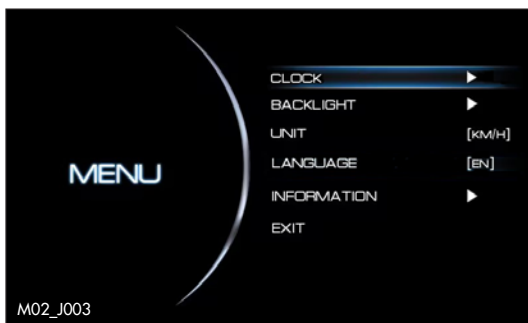 CLOCK ▶
BACKLIGHT ▶
UNIT [KM/H]
LANGUAGE [EN]
MENU
INFORMATION ▶
EXIT
M02_J003